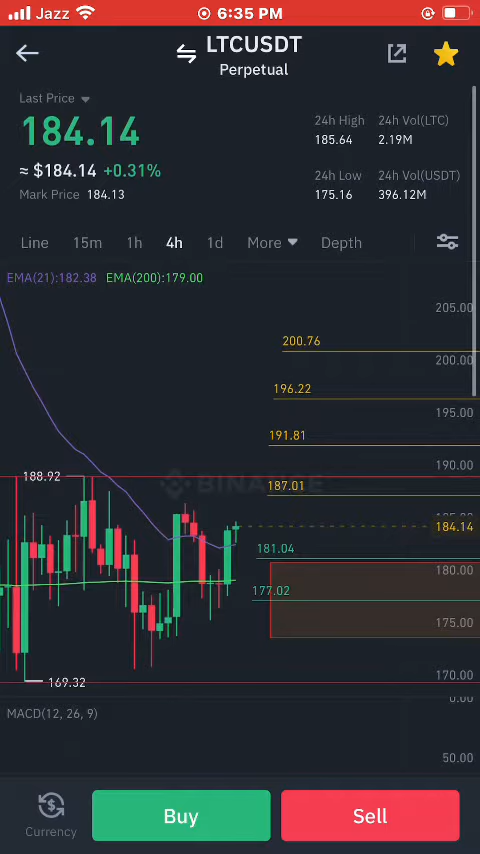 Jazz 6:35 PM
LTCUSDT
Perpetual
Last Price
184.14
≈ $184.14 +0.31%
Mark Price 184.13
24h High
185.64
24h Vol(LTC)
2.19M
24h Low
175.16
24h Vol(USDT)
396.12M
Line 15m 1h 4h 1d More Depth
EMA(21):182.38 EMA(200):179.00
205.00
200.76
200.00
196.22
195.00
191.81
190.00
188.92
BINANCE
187.01
184.14
181.04
180.00
177.02
175.00
170.00
169.32
0.00
MACD(12, 26, 9)
50.00
Currency
Buy
Sell